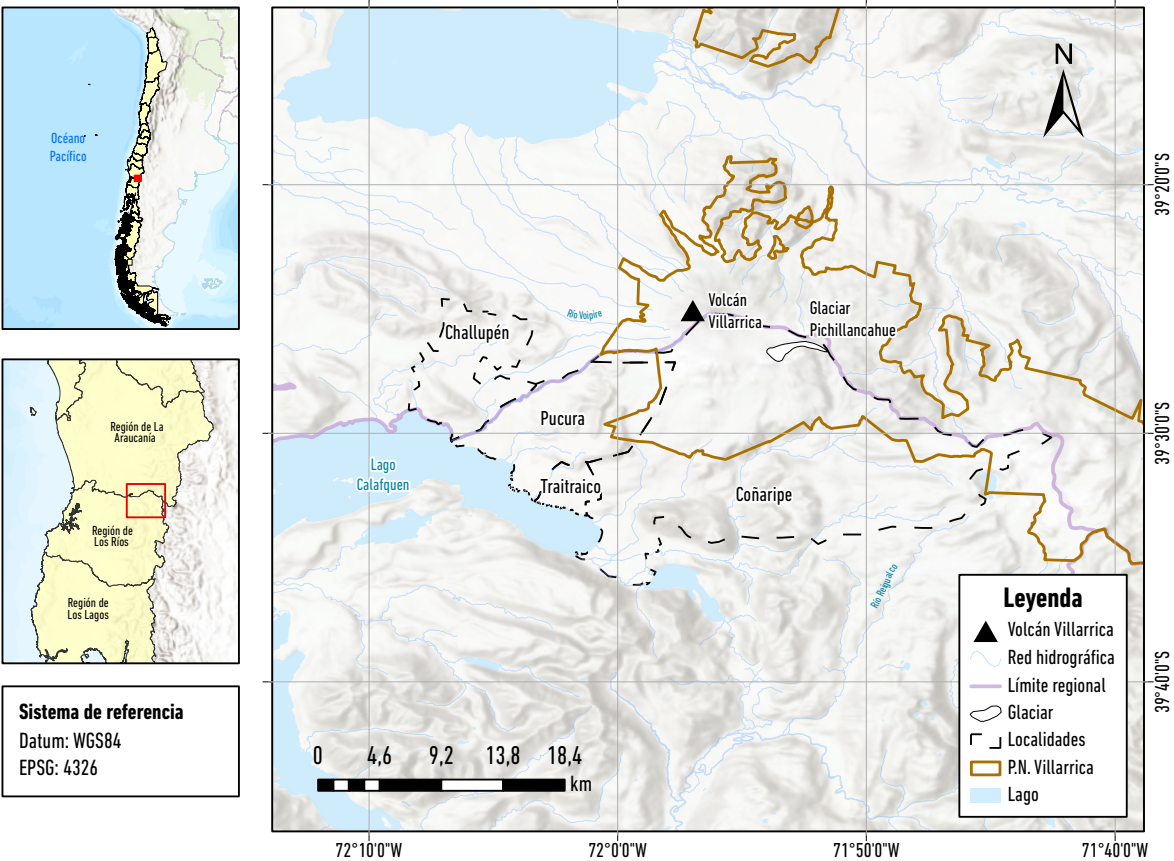 Océano
Pacífico
Región de La
Araucanía
Región de
Los Ríos
Región de
Los Lagos
Sistema de referencia
Datum: WGS84
EPSG: 4326
N
Volcán
Villarrica
Glaciar
Pichillancahue
Río Voipire
Challupén
Pucura
Lago
Calafquen
Traitraico
Coñaripe
Río Reigualco
0 4,6 9,2 13,8 18,4
km
Leyenda
Volcán Villarrica
Red hidrográfica
Límite regional
Glaciar
Localidades
P.N. Villarrica
Lago
39°20'0"S
39°30'0"S
39°40'0"S
72°10'0"W 72°0'0"W 71°50'0"W 71°40'0"W